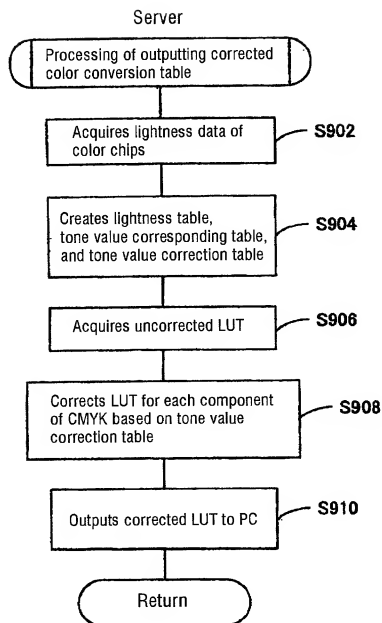 Server
Processing of outputting corrected
color conversion table
Acquires lightness data of
color chips
S902
Creates lightness table,
tone value corresponding table,
and tone value correction table
S904
Acquires uncorrected LUT
S906
Corrects LUT for each component
of CMYK based on tone value
correction table
S908
Outputs corrected LUT to PC
S910
Return